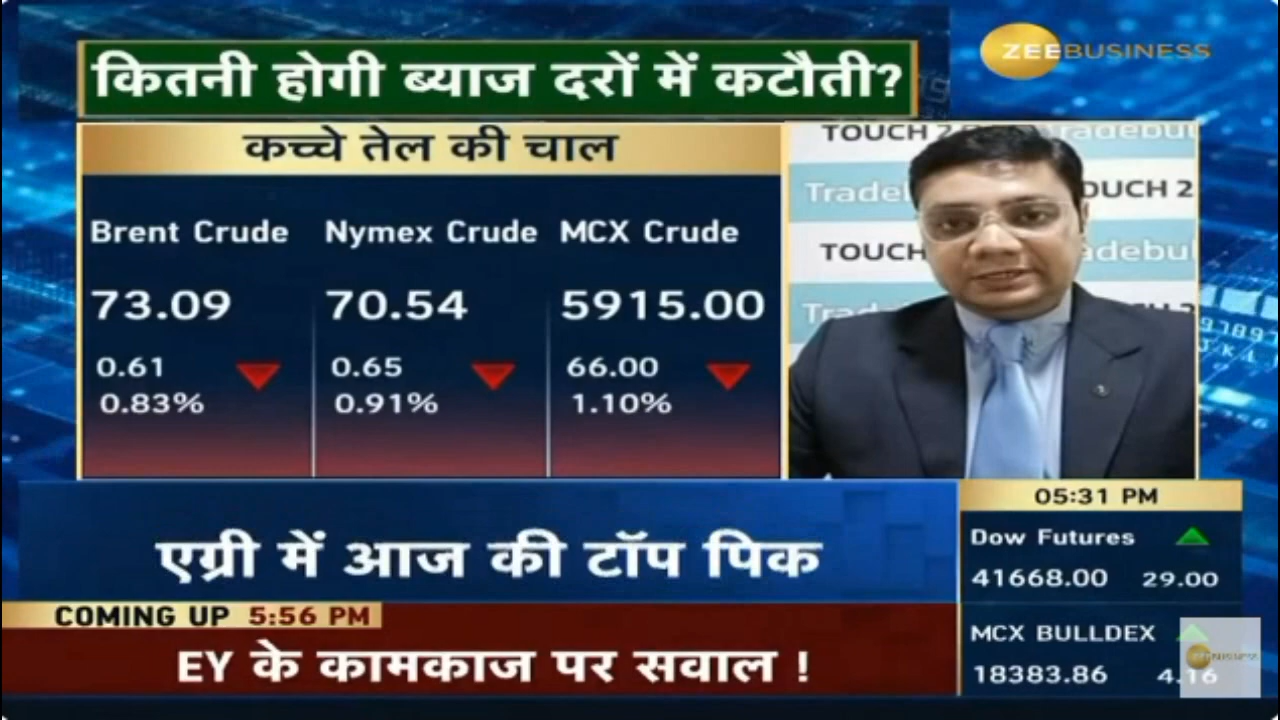 कितनी होगी ब्याज दरों में कटौती?
ZEEBUSINESS
कच्चे तेल की चाल
Brent Crude Nymex Crude MCX Crude
73.09 70.54 5915.00
0.61 0.65 66.00
0.83% 0.91% 1.10%
TOUCH
TOUCH
एग्री में आज की टॉप पिक
COMING UP 5:56 PM
EY के कामकाज पर सवाल !
05:31 PM
Dow Futures
41668.00 29.00
MCX BULLDEX
18383.86 4.16
ZEEBUSINESS